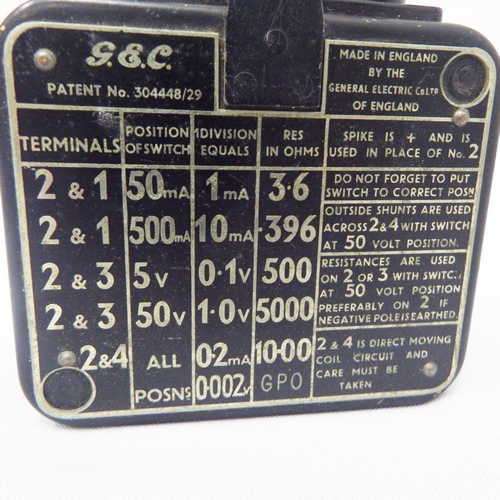 G.E.C.
PATENT No. 304448/29
MADE IN ENGLAND
BY THE
GENERAL ELECTRIC Co LTD
OF ENGLAND
TERMINALS POSITION OF SWITCH 1 DIVISION EQUALS RES IN OHMS
2 & 1 50mA 1mA 3·6
2 & 1 500mA 10mA ·396
2 & 3 5V 0·1V 500
2 & 3 50V 1·0V 5000
2 & 4 ALL POSNS 0·2mA 0·002V 10·00 GPO
SPIKE IS + AND IS
USED IN PLACE OF No. 2
DO NOT FORGET TO PUT
SWITCH TO CORRECT POSN
OUTSIDE SHUNTS ARE USED
ACROSS 2 & 4 WITH SWITCH
AT 50 VOLT POSITION.
RESISTANCES ARE USED
ON 2 OR 3 WITH SWITCH
AT 50 VOLT POSITION
PREFERABLY ON 2 IF
NEGATIVE POLE IS EARTHED.
2 & 4 IS DIRECT MOVING
COIL CIRCUIT AND
CARE MUST BE
TAKEN